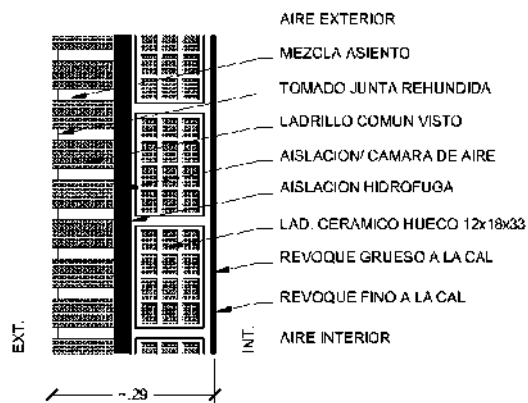 AIRE EXTERIOR
MEZCLA ASIENTO
TOMADO JUNTA REHUNDIDA
LADRILLO COMUN VISTO
AISLACION/ CAMARA DE AIRE
AISLACION HIDROFUGA
LAD. CERAMICO HUECO 12x18x33
REVOQUE GRUESO A LA CAL
REVOQUE FINO A LA CAL
AIRE INTERIOR
EXT.
INT.
~.29